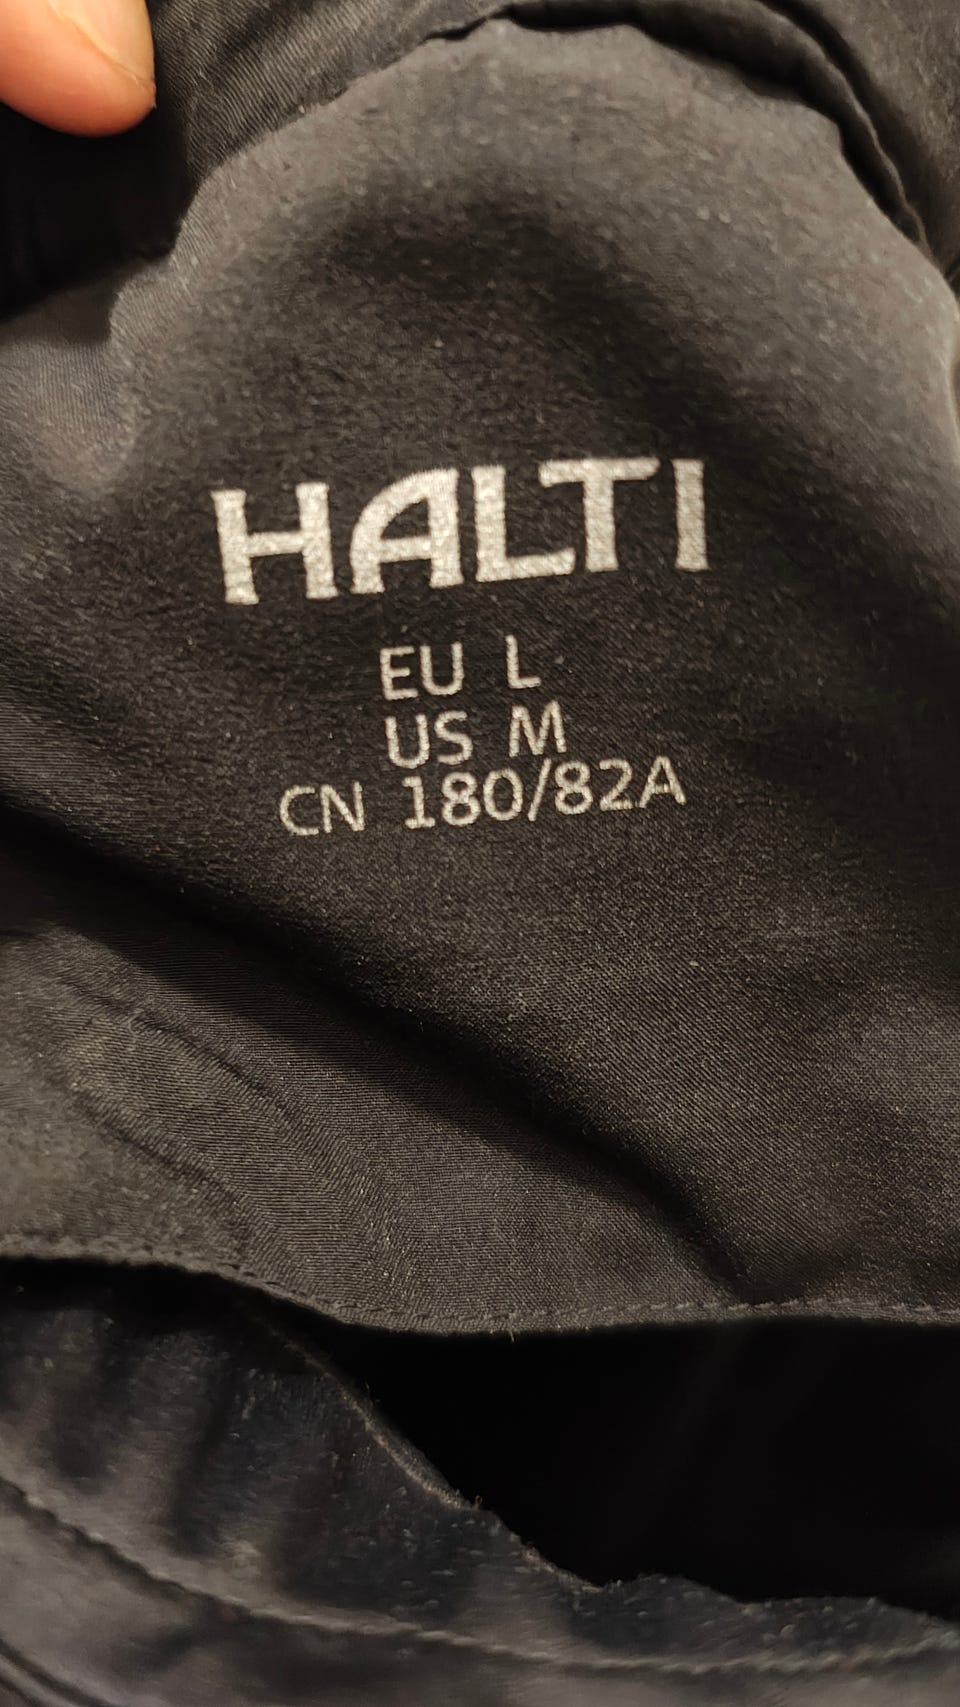 HALTI
EU L
US M
CN 180/82A